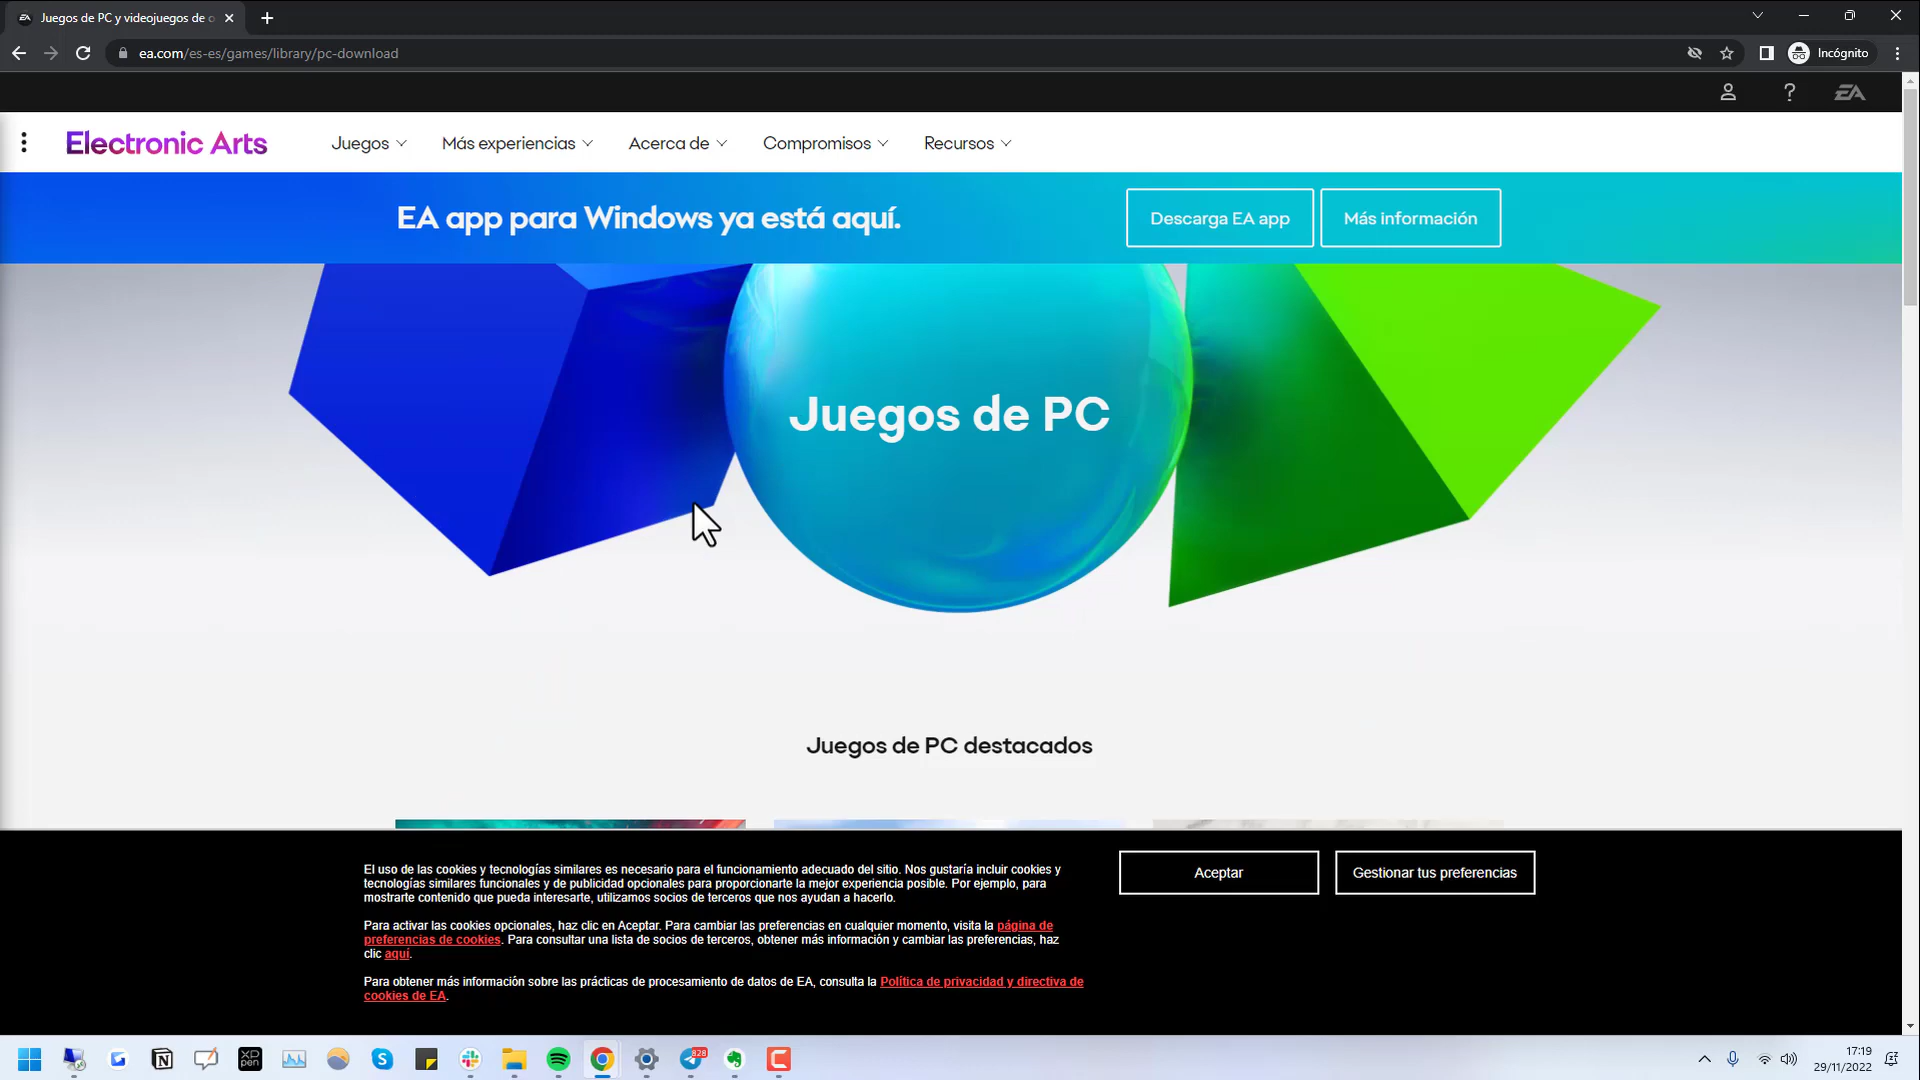 Juegos de PC y videojuegos de o
ea.com/es-es/games/library/pc-download
Incógnito
EA
Electronic Arts
Juegos
Más experiencias
Acerca de
Compromisos
Recursos
EA app para Windows ya está aquí.
Descarga EA app
Más información
Juegos de PC
Juegos de PC destacados
El uso de las cookies y tecnologías similares es necesario para el funcionamiento adecuado del sitio. Nos gustaría incluir cookies y
tecnologías similares funcionales y de publicidad opcionales para proporcionarte la mejor experiencia posible. Por ejemplo, para
mostrarte contenido que pueda interesarte, utilizamos socios de terceros que nos ayudan a hacerlo.
Para activar las cookies opcionales, haz clic en Aceptar. Para cambiar las preferencias en cualquier momento, visita la página de
preferencias de cookies. Para consultar una lista de socios de terceros, obtener más información y cambiar las preferencias, haz
clic aquí.
Para obtener más información sobre las prácticas de procesamiento de datos de EA, consulta la Política de privacidad y directiva de
cookies de EA.
Aceptar
Gestionar tus preferencias
XP
pen
828
17:19
29/11/2022